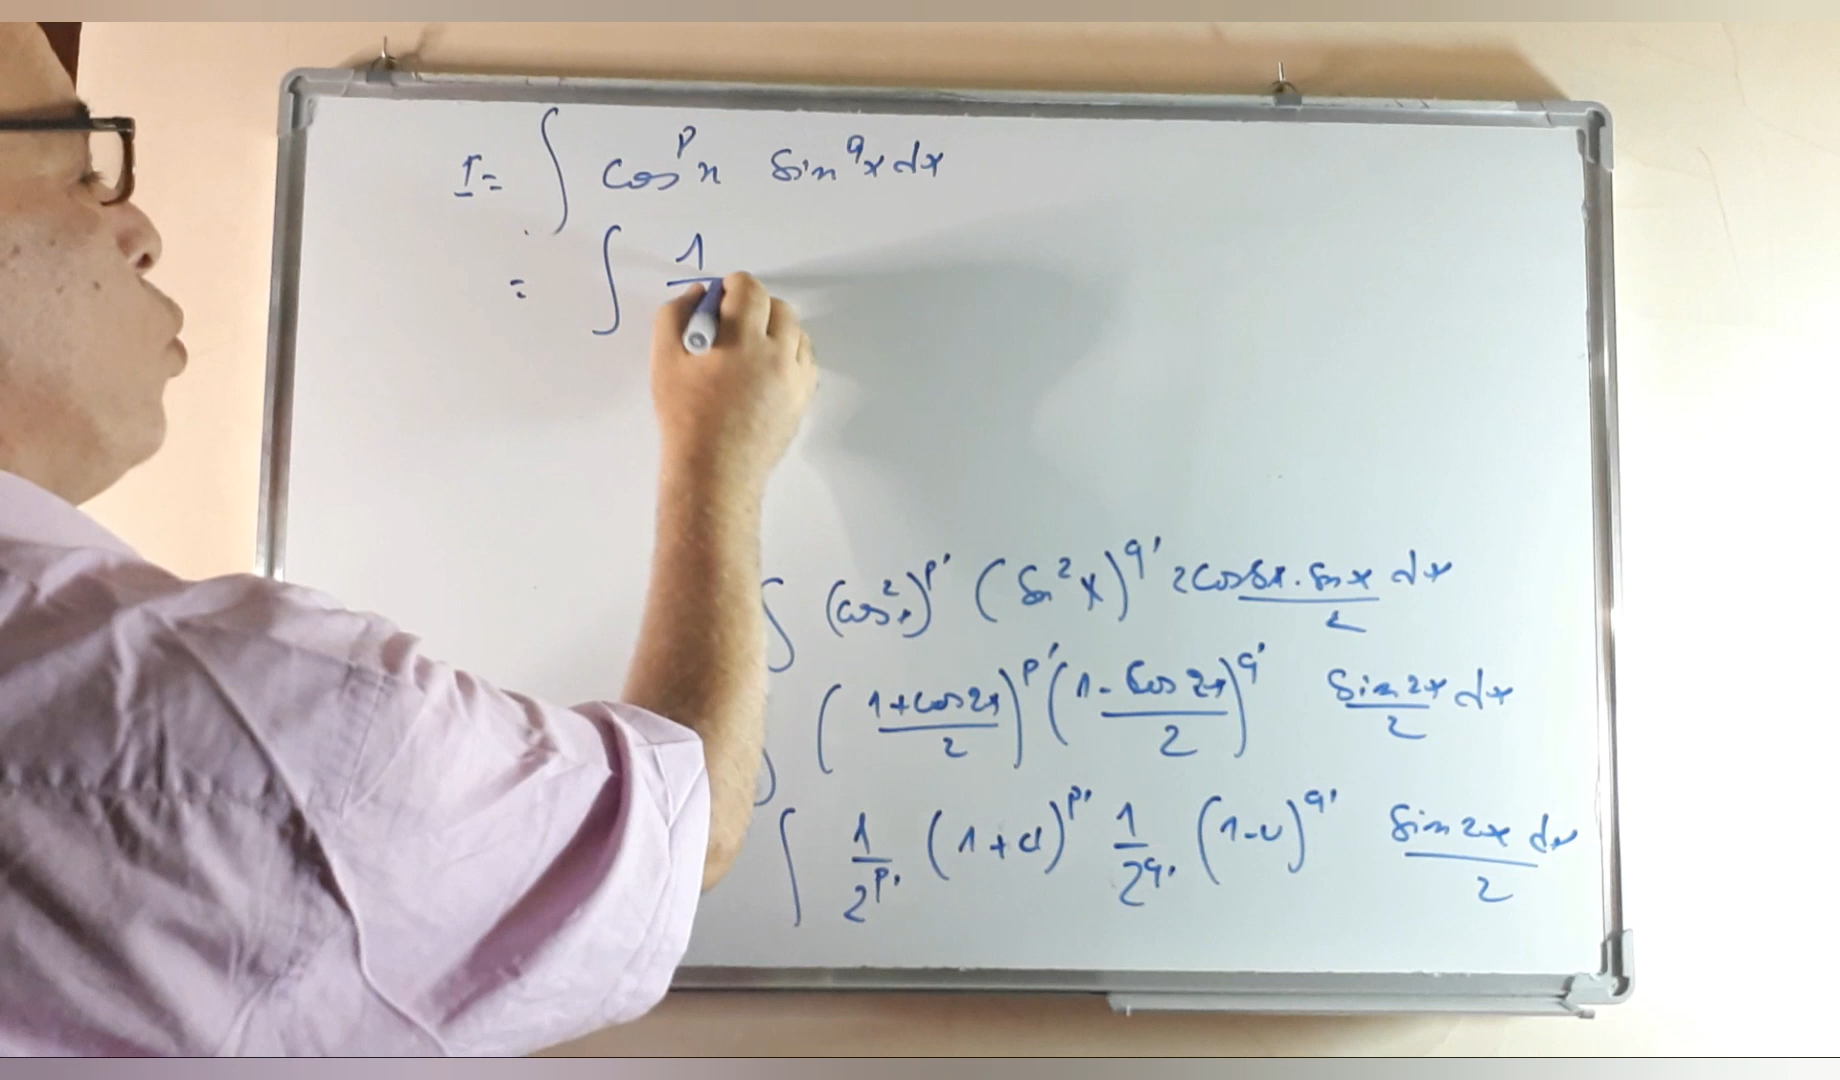 I = ∫ cos^p x sin^q x dx
= ∫ 1
∫ (cos²x)^p' (sin²x)^q' 2cosx.sinx dx / 2
(1+cos2x / 2)^p' (1-cos2x / 2)^q' sin2x / 2 dx
∫ 1/2^p' (1+u)^p' 1/2^q' (1-u)^q' sin2x dx / 2